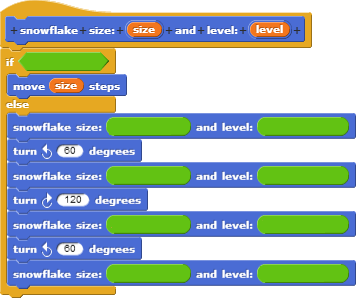 + snowflake + size: + size + and + level: + level +
if
move size steps
else
snowflake size: and level:
turn ↺ 60 degrees
snowflake size: and level:
turn ↻ 120 degrees
snowflake size: and level:
turn ↺ 60 degrees
snowflake size: and level: